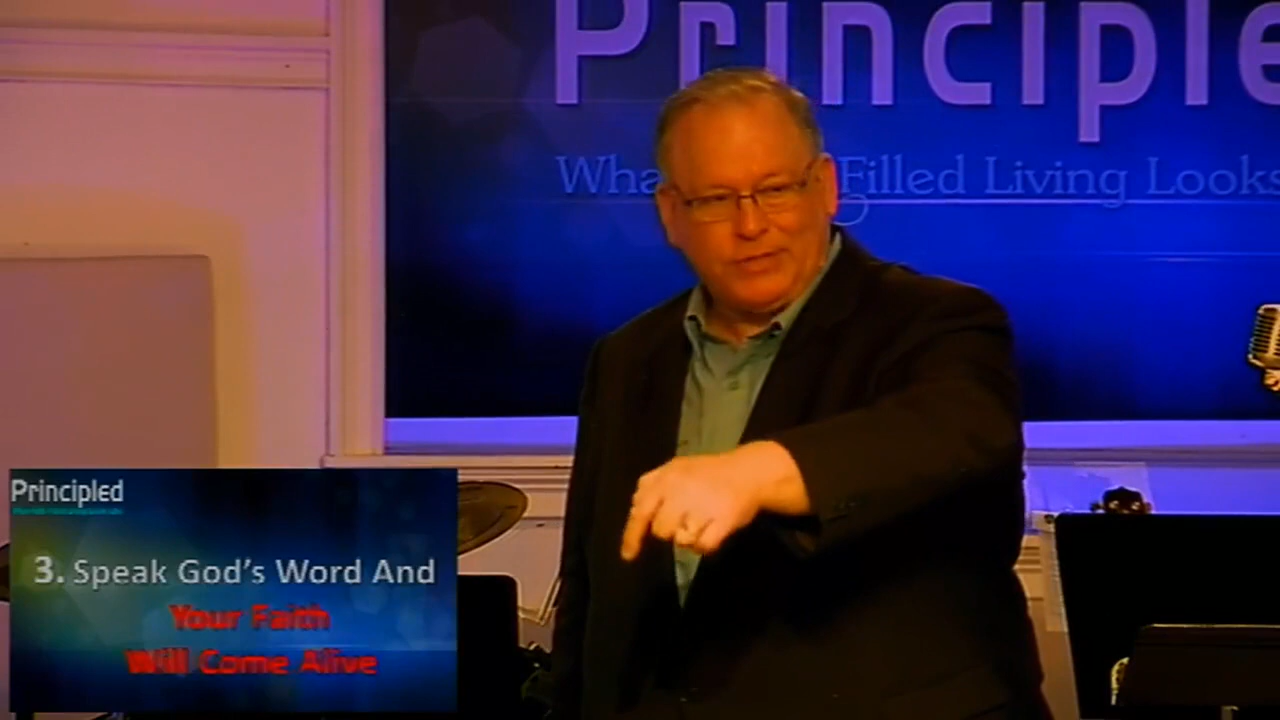 Principle
Wha Filled Living Looks
Principled
3. Speak God's Word And
Your Faith
Will Come Alive